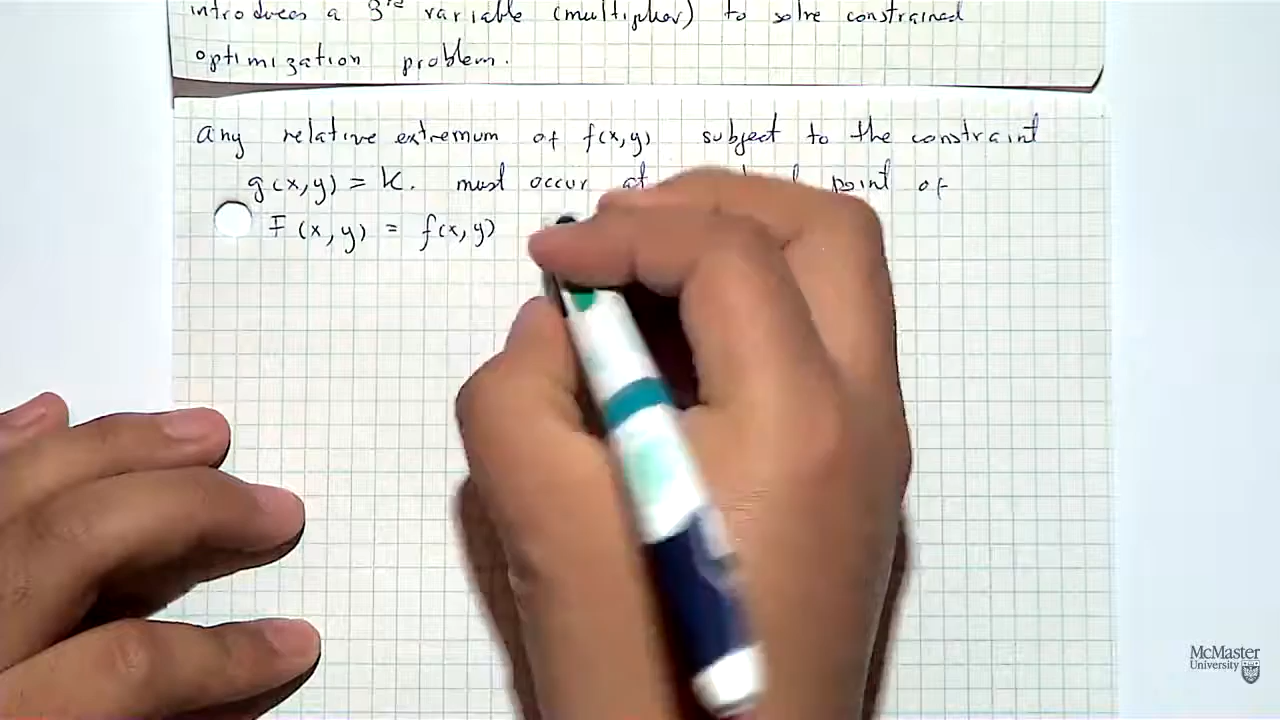 introduces a 3rd variable (multiplier) to solve constrained
optimization problem.
any relative extremum of f(x,y) subject to the constraint
g(x,y) = K. must occur at point of
F(x,y) = f(x,y)
McMaster
University